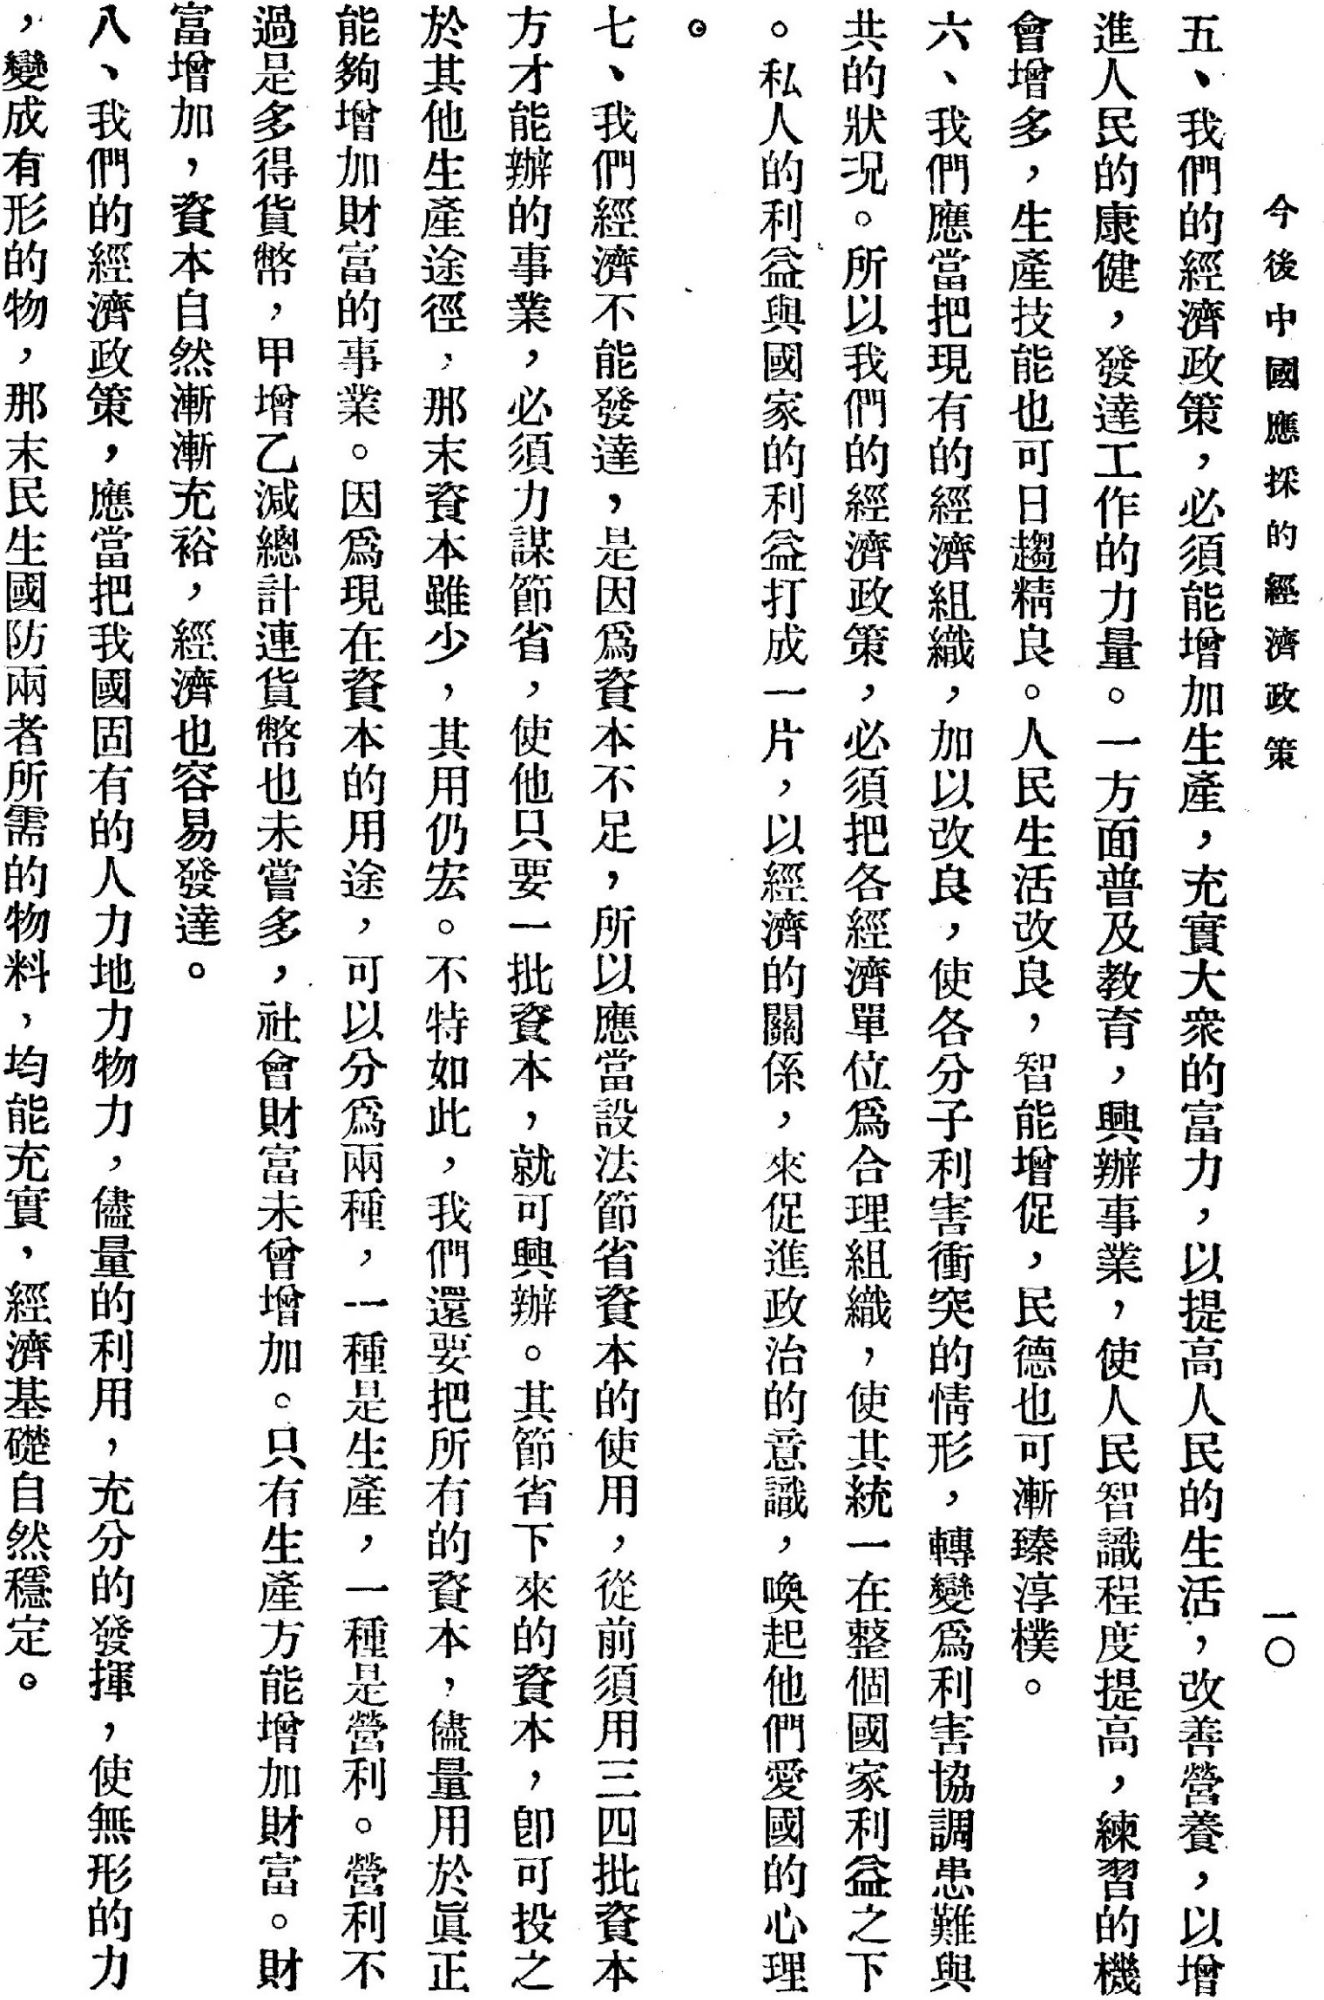 今後中國應採的經濟政策
一〇
五、我們的經濟政策，必須能增加生產，充實大衆的富力，以提高人民的生活，改善營養，以增
進人民的康健，發達工作的力量。一方面普及教育，興辦事業，使人民智識程度提高，練習的機
會增多，生產技能也可日趨精良。人民生活改良，智能增促，民德也可漸臻淳樸。
六、我們應當把現有的經濟組織，加以改良，使各分子利害衝突的情形，轉變爲利害協調患難與
共的狀况。所以我們的經濟政策，必須把各經濟單位爲合理組織，使其統一在整個國家利益之下
。私人的利益與國家的利益打成一片，以經濟的關係，來促進政治的意識，喚起他們愛國的心理
。
七、我們經濟不能發達，是因爲資本不足，所以應當設法節省資本的使用，從前須用三四批資本
方才能辦的事業，必須力謀節省，使他只要一批資本，就可興辦。其節省下來的資本，卽可投之
於其他生產途徑，那末資本雖少，其用仍宏。不特如此，我們還要把所有的資本，儘量用於眞正
能夠增加財富的事業。因爲現在資本的用途，可以分爲兩種，一種是生產，一種是營利。營利不
過是多得貨幣，甲增乙減總計連貨幣也未嘗多，社會財富未曾增加。只有生產方能增加財富。財
富增加，資本自然漸漸充裕，經濟也容易發達。
八、我們的經濟政策，應當把我國固有的人力地力物力，儘量的利用，充分的發揮，使無形的力
，變成有形的物，那末民生國防兩者所需的物料，均能充實，經濟基礎自然穩定。